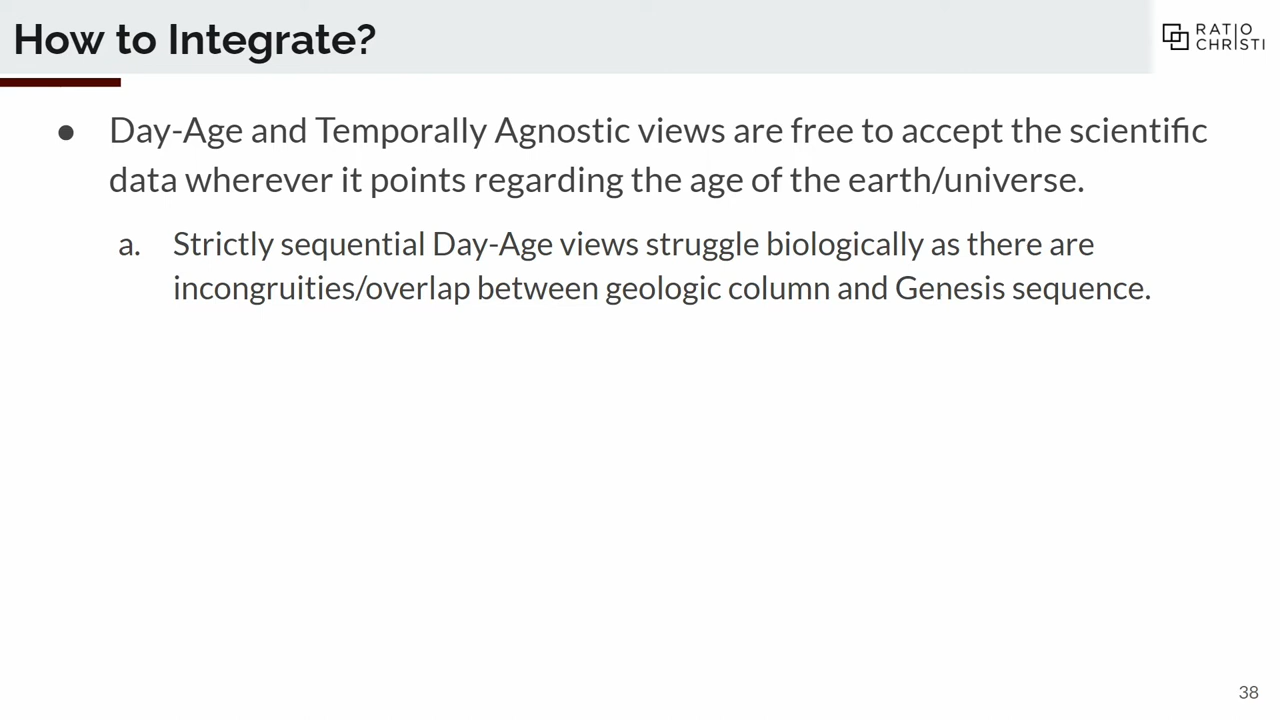 How to Integrate?
RATIO
CHRISTI
● Day-Age and Temporally Agnostic views are free to accept the scientific
data wherever it points regarding the age of the earth/universe.
a. Strictly sequential Day-Age views struggle biologically as there are
incongruities/overlap between geologic column and Genesis sequence.
38